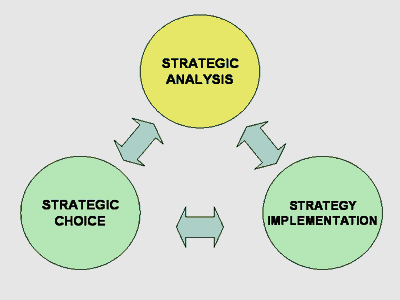 STRATEGIC
ANALYSIS
STRATEGIC
CHOICE
STRATEGY
IMPLEMENTATION